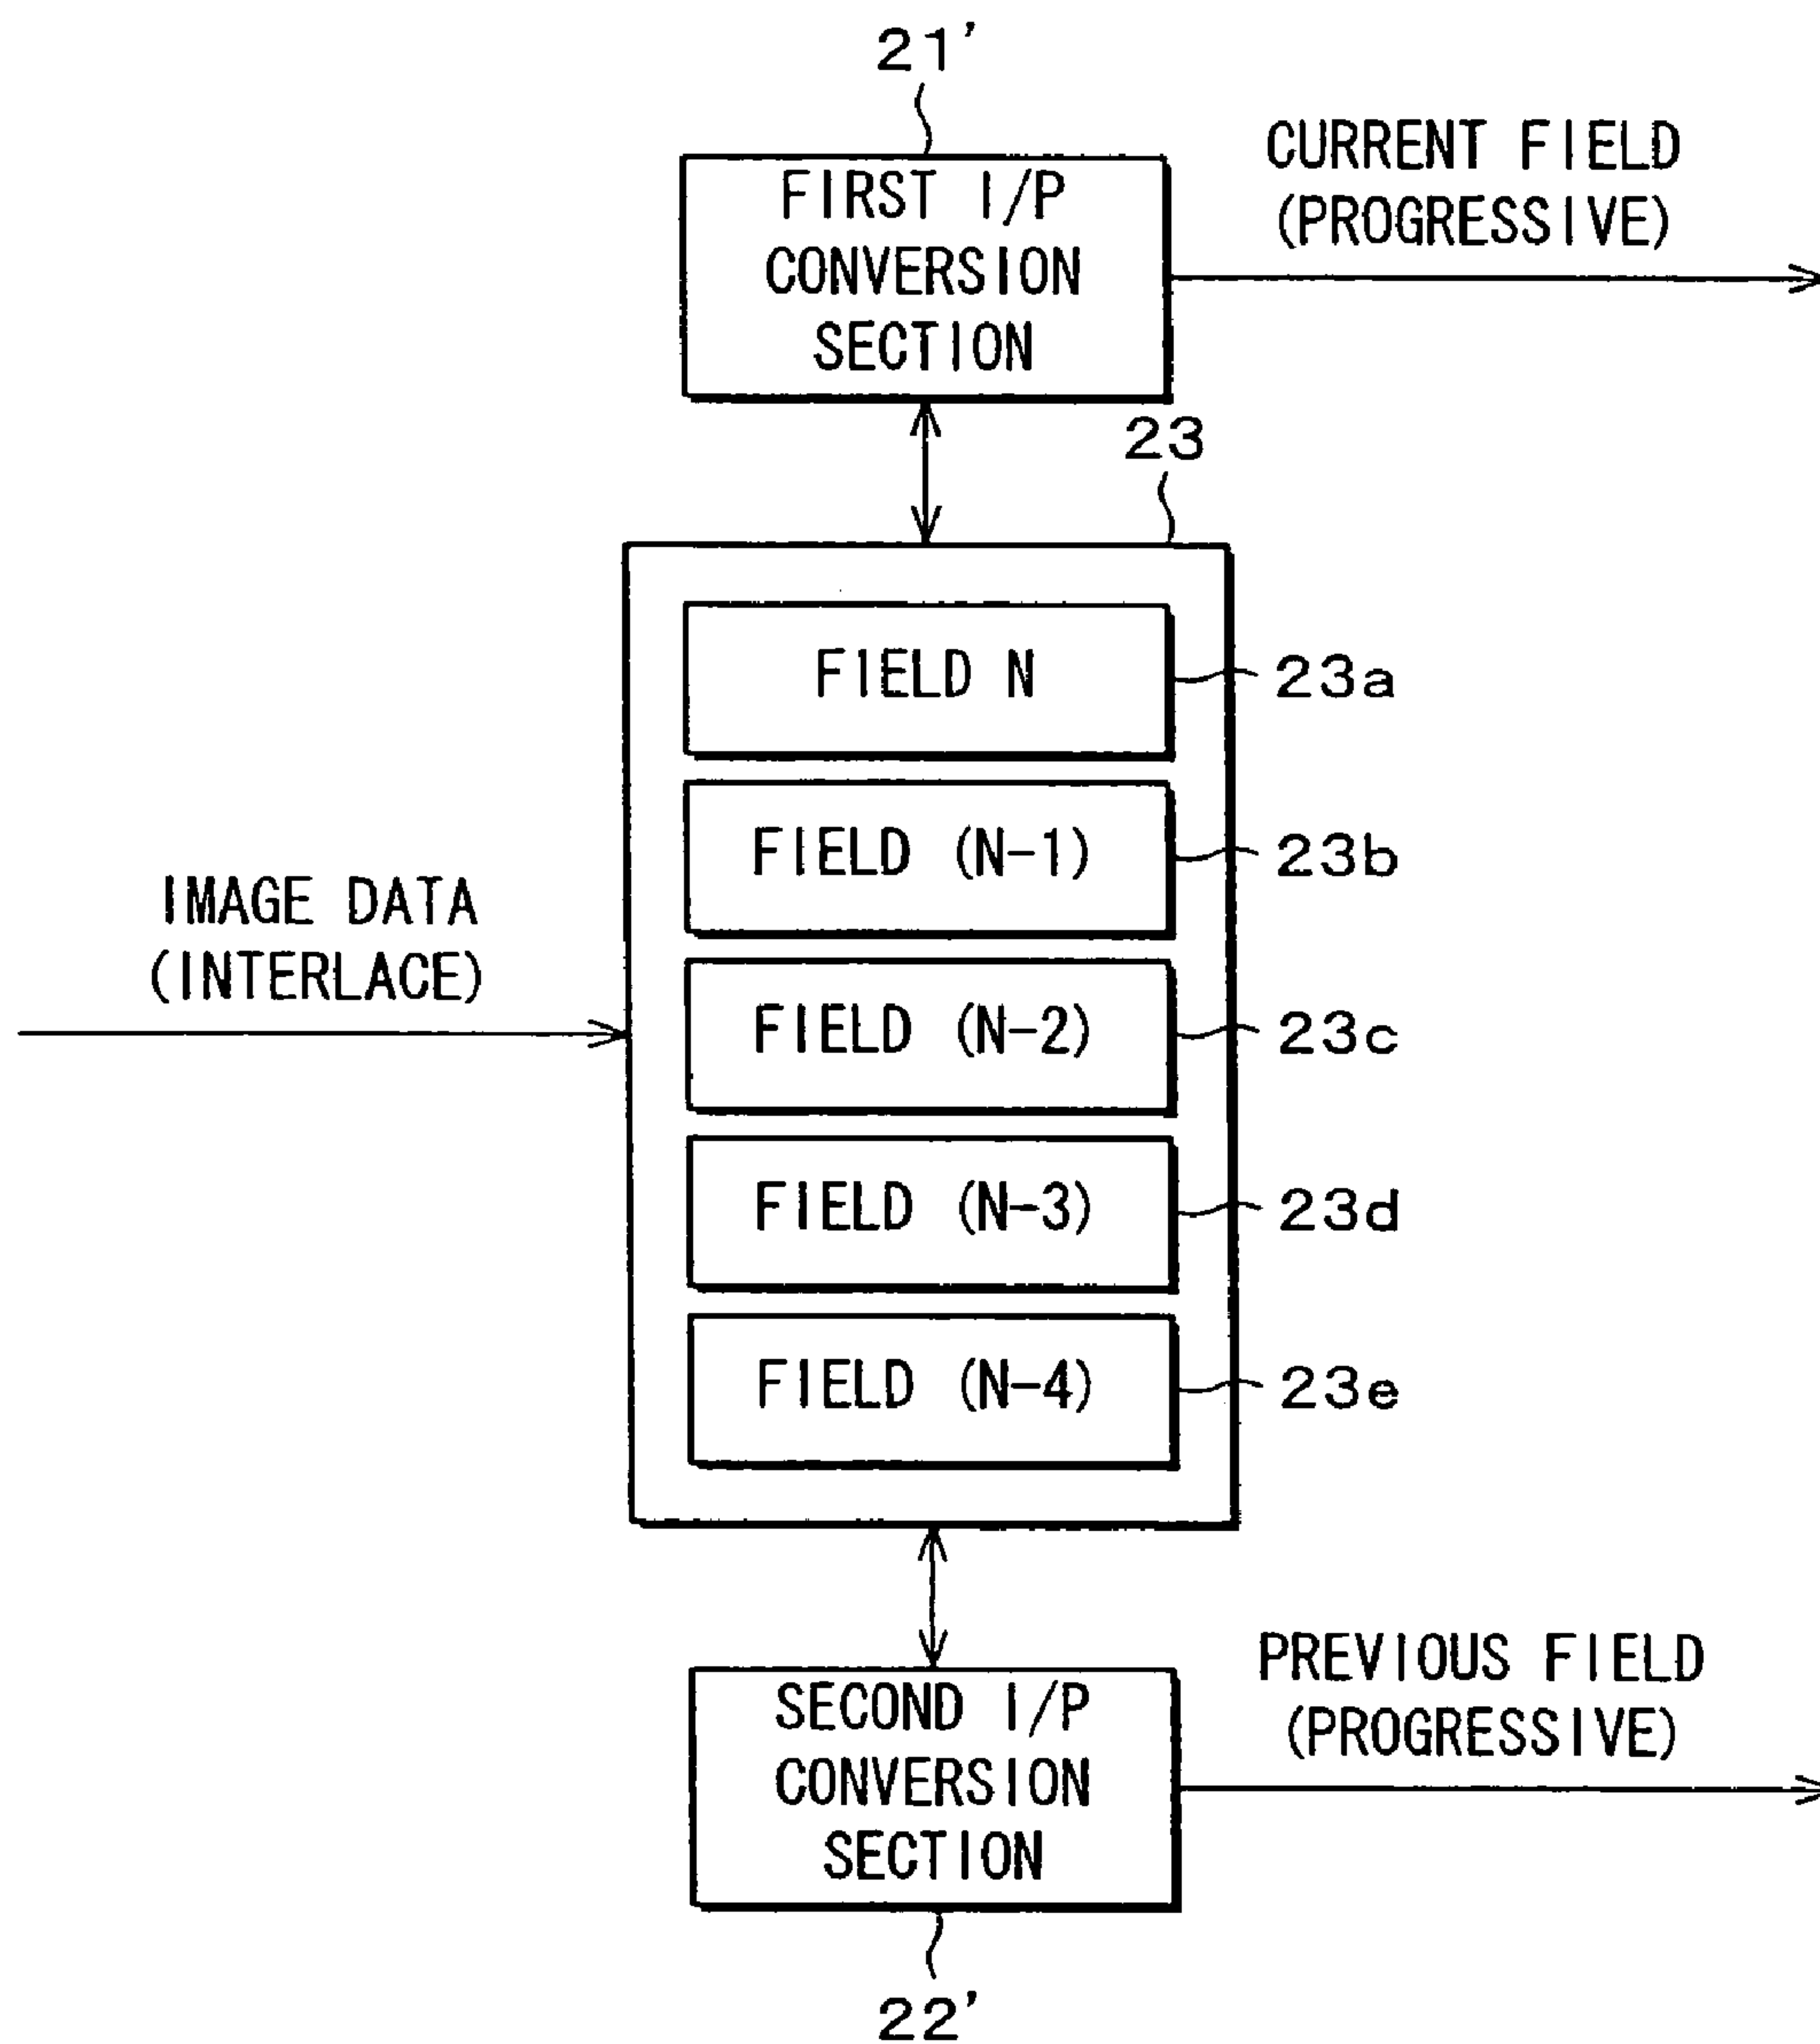 21'
FIRST I/P
CONVERSION
SECTION
CURRENT FIELD
(PROGRESSIVE)
23
FIELD N
23a
FIELD (N-1)
23b
IMAGE DATA
(INTERLACE)
FIELD (N-2)
23c
FIELD (N-3)
23d
FIELD (N-4)
23e
SECOND I/P
CONVERSION
SECTION
PREVIOUS FIELD
(PROGRESSIVE)
22'